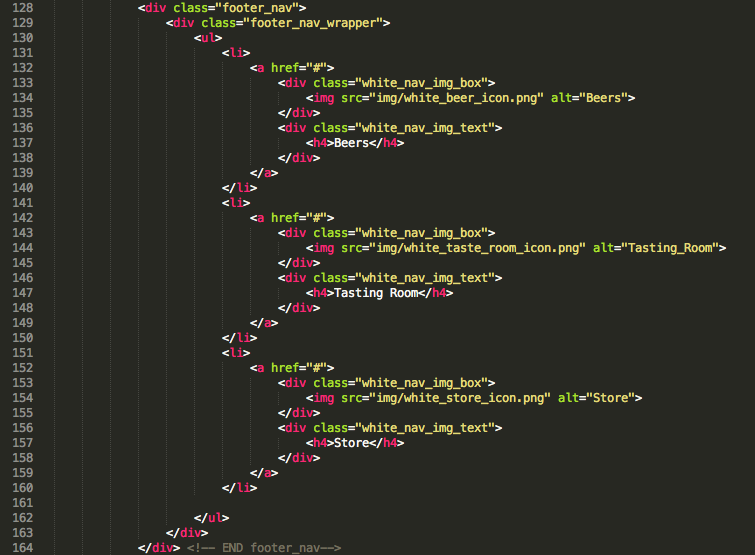 128 <div class="footer_nav">
129 <div class="footer_nav_wrapper">
130 <ul>
131 <li>
132 <a href="#">
133 <div class="white_nav_img_box">
134 <img src="img/white_beer_icon.png" alt="Beers">
135 </div>
136 <div class="white_nav_img_text">
137 <h4>Beers</h4>
138 </div>
139 </a>
140 </li>
141 <li>
142 <a href="#">
143 <div class="white_nav_img_box">
144 <img src="img/white_taste_room_icon.png" alt="Tasting_Room">
145 </div>
146 <div class="white_nav_img_text">
147 <h4>Tasting Room</h4>
148 </div>
149 </a>
150 </li>
151 <li>
152 <a href="#">
153 <div class="white_nav_img_box">
154 <img src="img/white_store_icon.png" alt="Store">
155 </div>
156 <div class="white_nav_img_text">
157 <h4>Store</h4>
158 </div>
159 </a>
160 </li>
161
162 </ul>
163 </div>
164 </div> <!-- END footer_nav-->